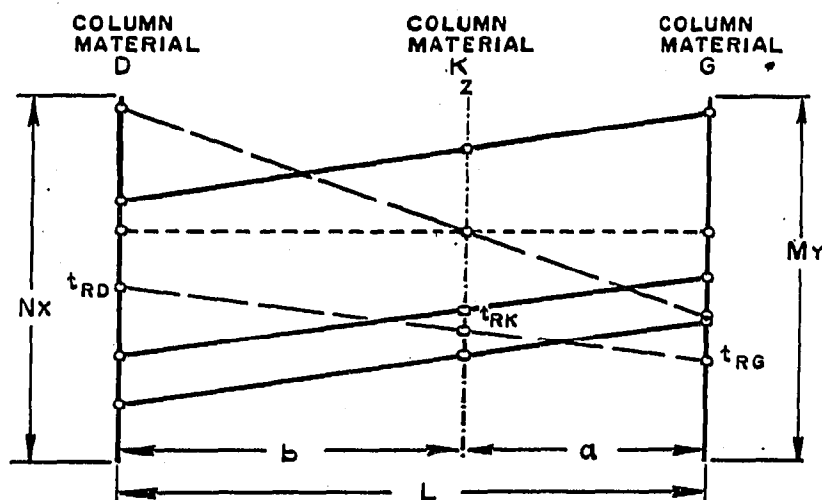 COLUMN MATERIAL D
COLUMN MATERIAL K
COLUMN MATERIAL G
z
NX
MY
tRD
tRK
tRG
b
a
L